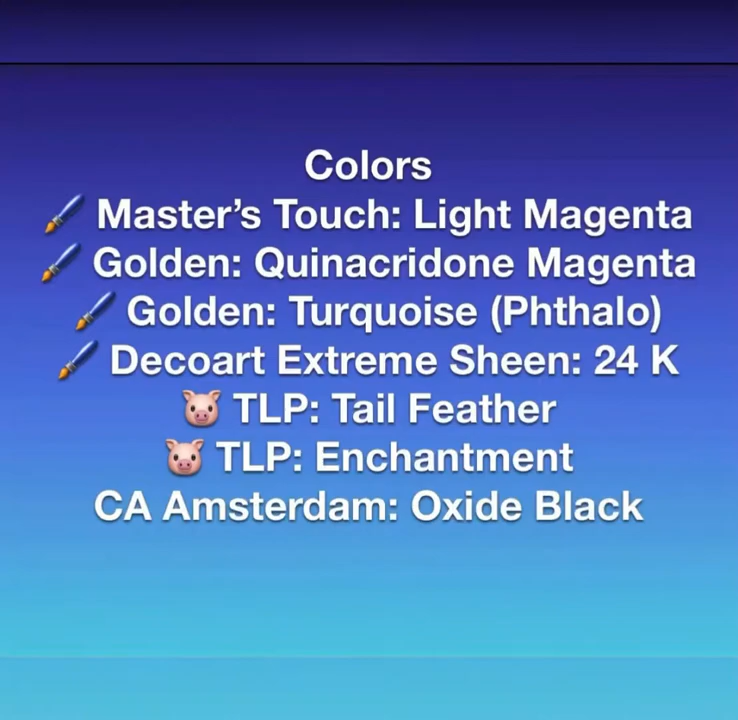 Colors
🖌️ Master’s Touch: Light Magenta
🖌️ Golden: Quinacridone Magenta
🖌️ Golden: Turquoise (Phthalo)
🖌️ Decoart Extreme Sheen: 24 K
🐷 TLP: Tail Feather
🐷 TLP: Enchantment
CA Amsterdam: Oxide Black